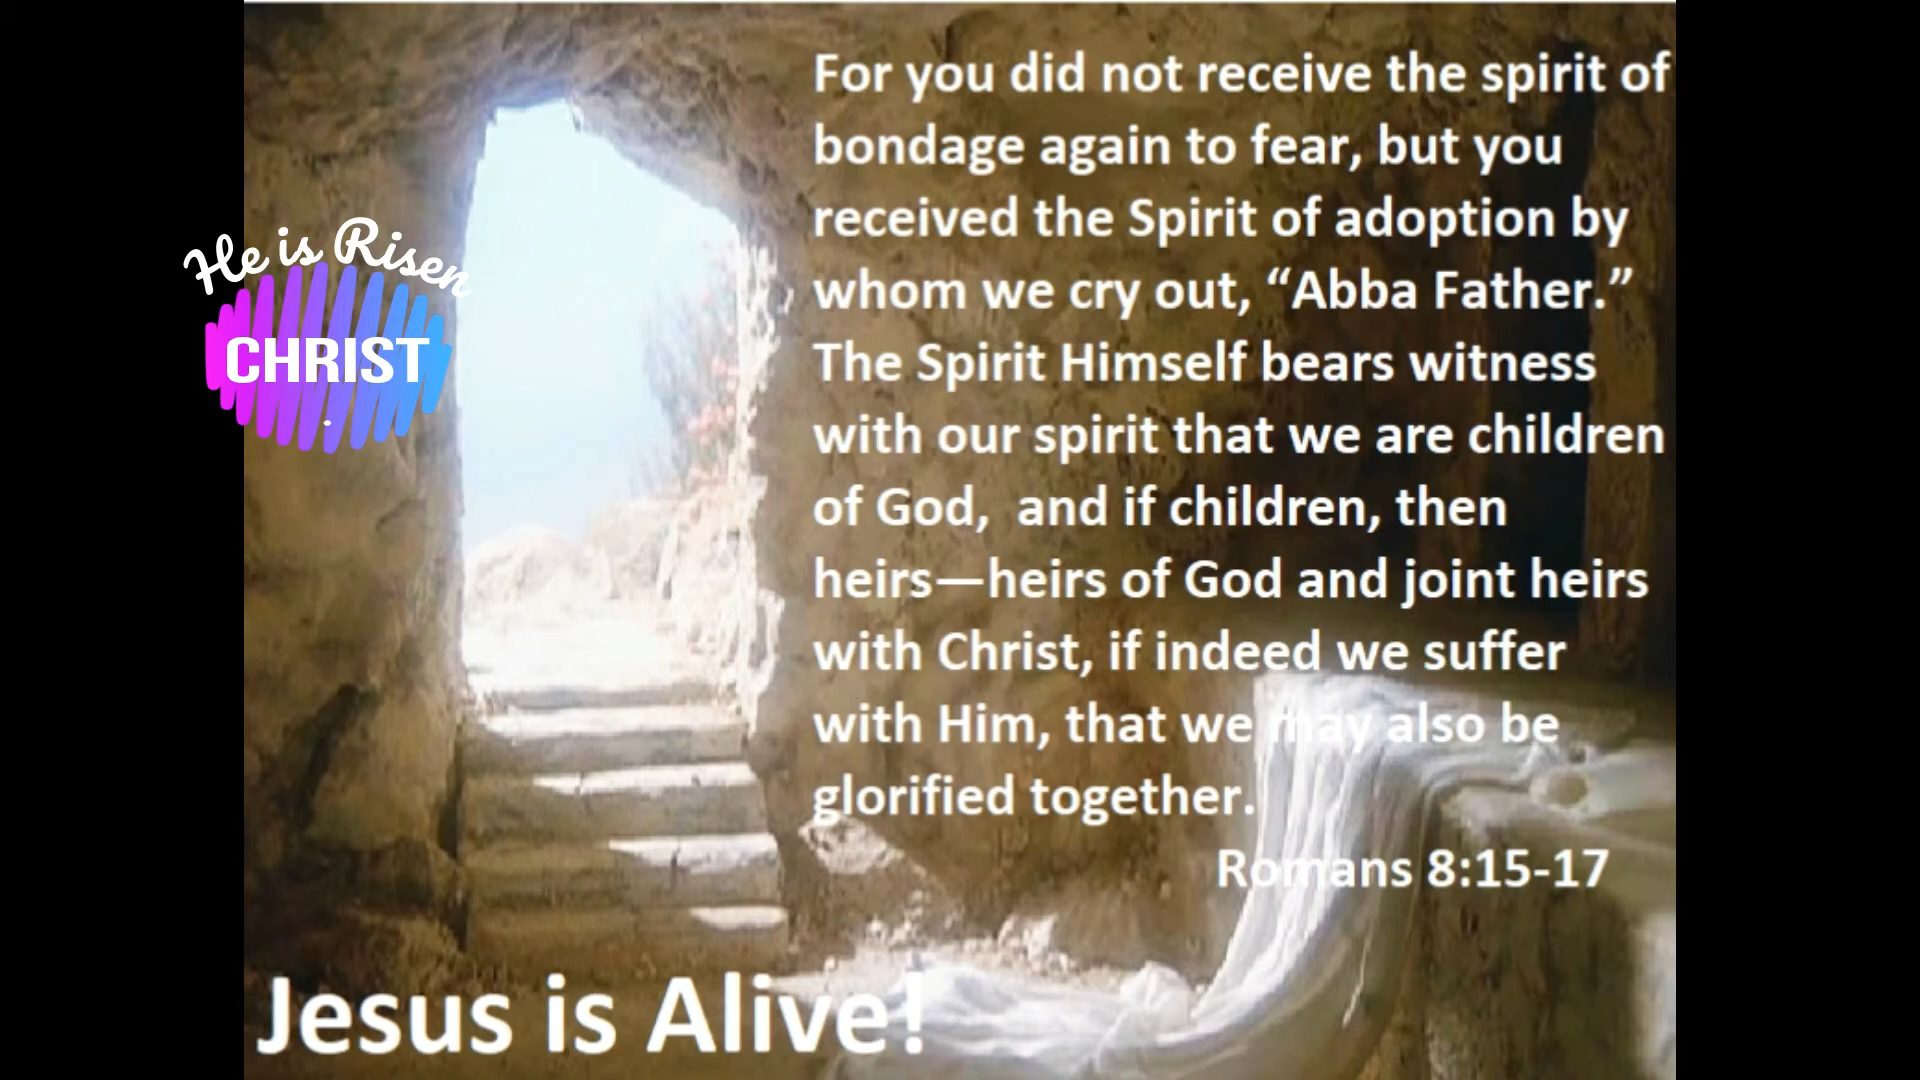 He is Risen
CHRIST
.
For you did not receive the spirit of
bondage again to fear, but you
received the Spirit of adoption by
whom we cry out, “Abba Father.”
The Spirit Himself bears witness
with our spirit that we are children
of God,  and if children, then
heirs—heirs of God and joint heirs
with Christ, if indeed we suffer
with Him, that we may also be
glorified together.
Romans 8:15-17
Jesus is Alive!